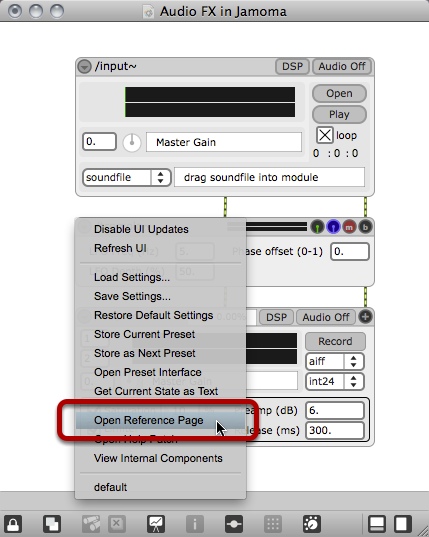 Audio FX in Jamoma
/input~ DSP Audio Off
Open
Play
loop
0. Master Gain
0 : 0 : 0
soundfile drag soundfile into module
Disable UI Updates
Refresh UI
m b
offset (0-1) 0.
Load Settings...
Save Settings...
Restore Default Settings
DSP Audio Off +
Store Current Preset
Store as Next Preset
Record
Open Preset Interface
aiff
Get Current State as Text
int24
Open Reference Page
(dB) 6.
Open Help Patch
(ms) 300.
View Internal Components
default